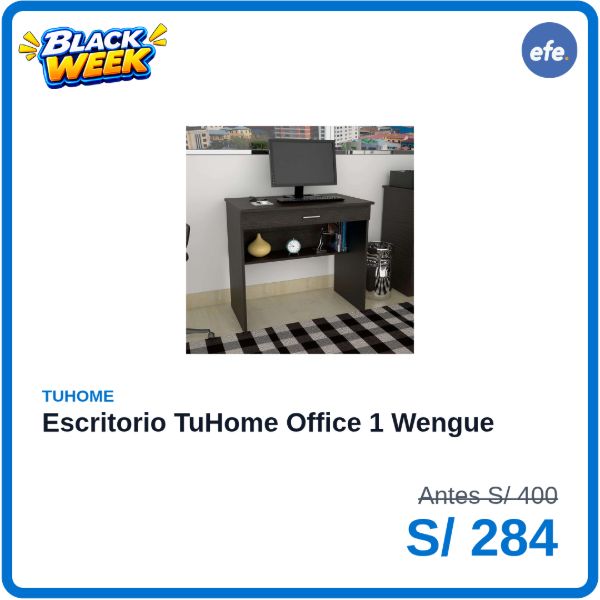 BLACK
WEEK
efe.
TUHOME
Escritorio TuHome Office 1 Wengue
Antes S/ 400
S/ 284